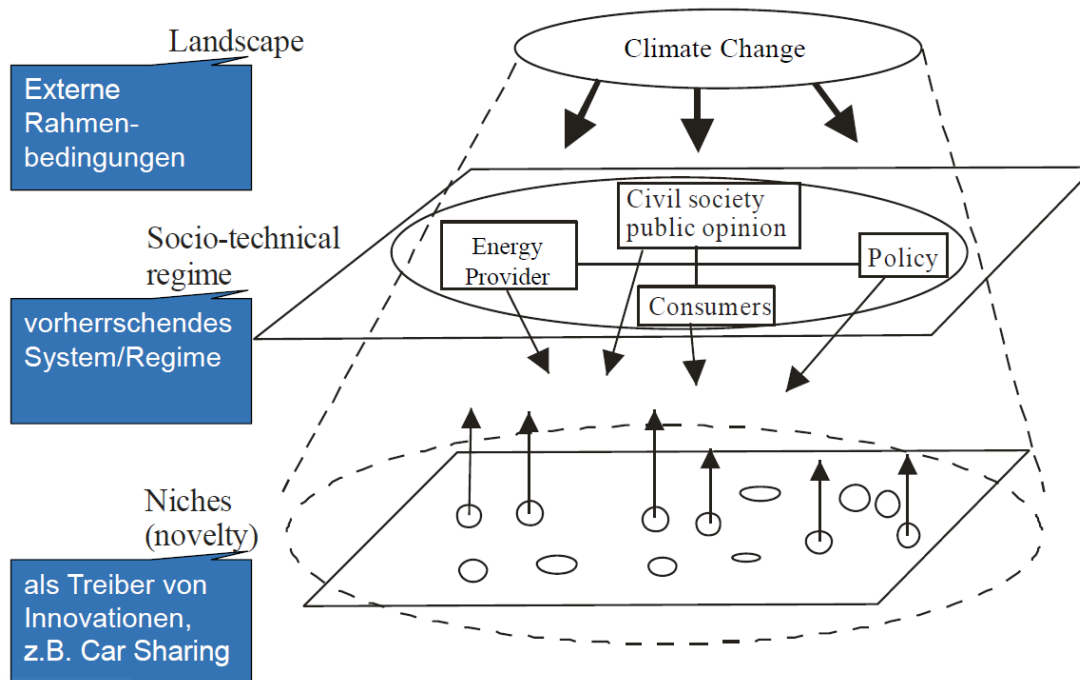 Landscape
Externe
Rahmen-
bedingungen
Climate Change
Socio-technical
regime
vorherrschendes
System/Regime
Energy
Provider
Civil society
public opinion
Consumers
Policy
Niches
(novelty)
als Treiber von
Innovationen,
z.B. Car Sharing